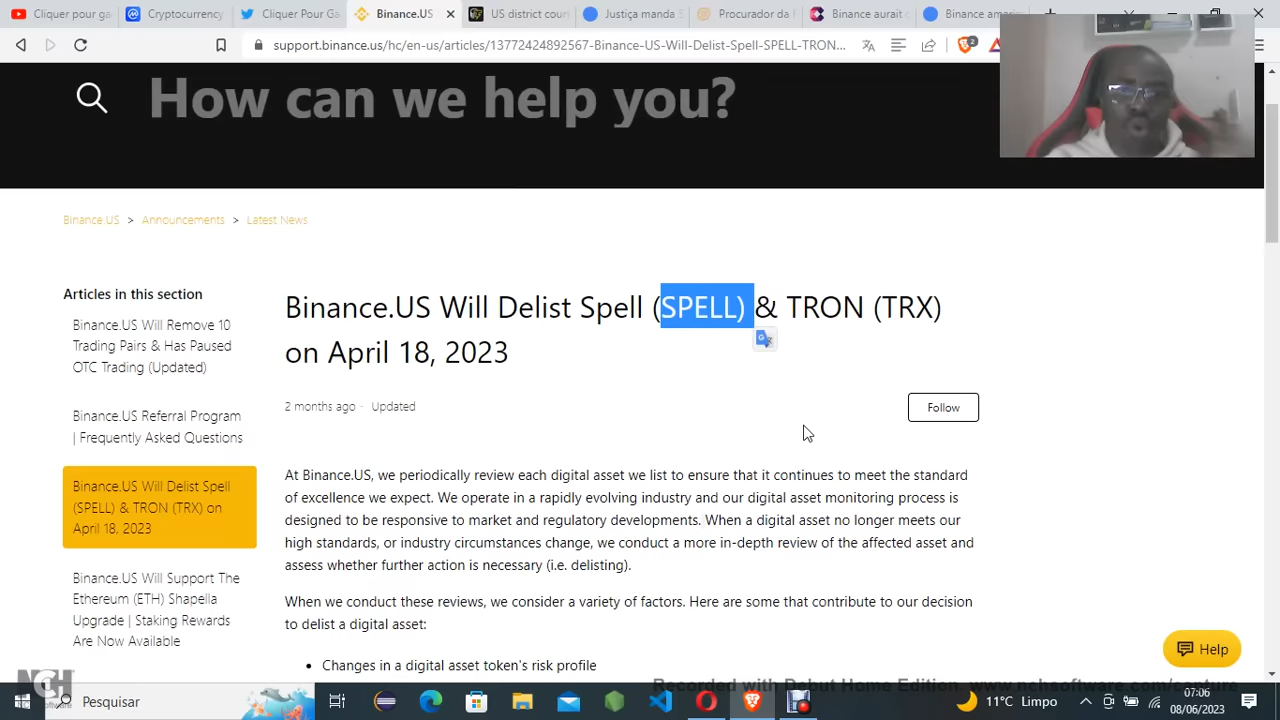 Cliquer pour ga
Cryptocurrency
Cliquer Pour Ga
Binance.US
US district cour
Justiça manda S
Procurador da
Binance aurait
Binance amari
support.binance.us/hc/en-us/articles/13772424892567-Binance-US-Will-Delist-Spell-SPELL-TRON...
2
How can we help you?
Binance.US > Announcements > Latest News
Articles in this section
Binance.US Will Remove 10
Trading Pairs & Has Paused
OTC Trading (Updated)
Binance.US Referral Program
| Frequently Asked Questions
Binance.US Will Delist Spell
(SPELL) & TRON (TRX) on
April 18, 2023
Binance.US Will Support The
Ethereum (ETH) Shapella
Upgrade | Staking Rewards
Are Now Available
Binance.US Will Delist Spell (SPELL) & TRON (TRX)
on April 18, 2023
2 months ago · Updated
Follow
At Binance.US, we periodically review each digital asset we list to ensure that it continues to meet the standard
of excellence we expect. We operate in a rapidly evolving industry and our digital asset monitoring process is
designed to be responsive to market and regulatory developments. When a digital asset no longer meets our
high standards, or industry circumstances change, we conduct a more in-depth review of the affected asset and
assess whether further action is necessary (i.e. delisting).
When we conduct these reviews, we consider a variety of factors. Here are some that contribute to our decision
to delist a digital asset:
• Changes in a digital asset token's risk profile
Help
NCH
Software
Recorded with Debut Home Edition. www.nchsoftware.com/capture
Pesquisar
11°C Limpo
07:06
08/06/2023